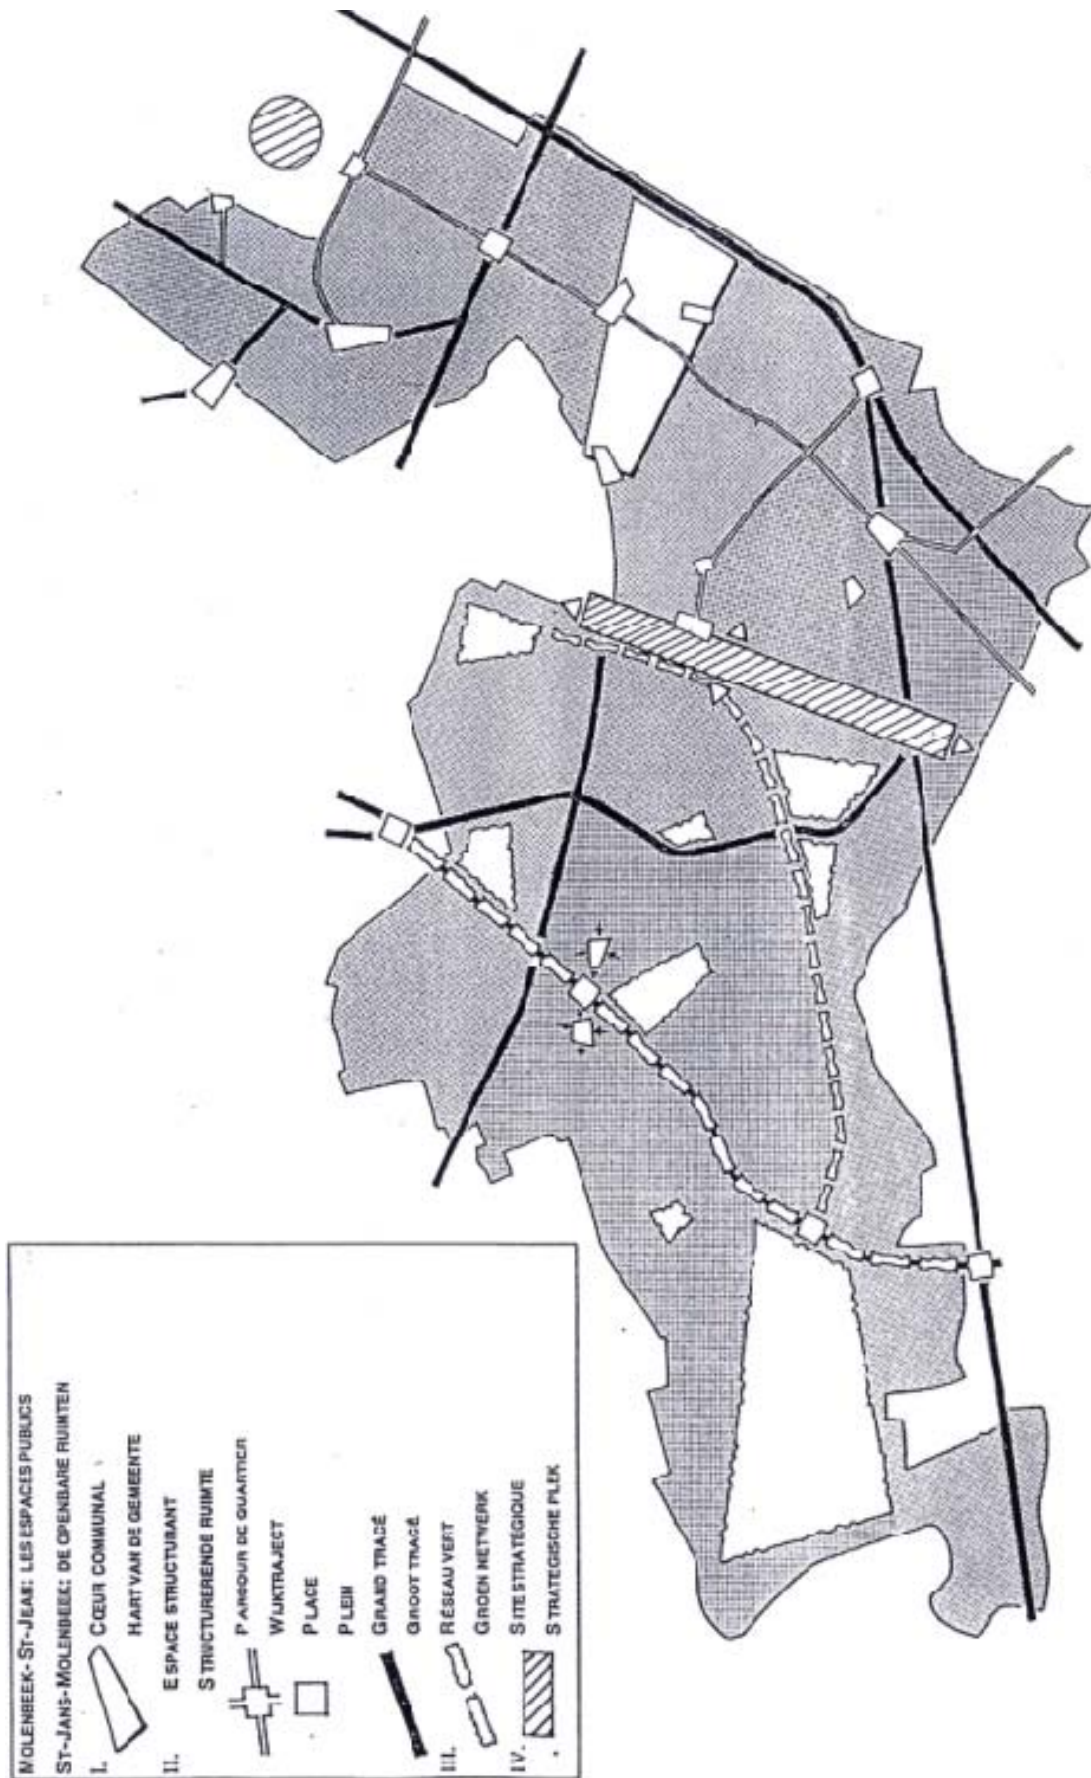 MOLENBEEK-ST-JEAN: LES ESPACES PUBLICS
ST-JANS-MOLENBEEK: DE OPENBARE RUIMTEN
I. CŒUR COMMUNAL
HART VAN DE GEMEENTE
II. ESPACE STRUCTURANT
STRUCTURERENDE RUIMTE
PARCOUR DE QUARTIER
WIJKTRAJECT
PLACE
PLEIN
GRAND TRACÉ
GROOT TRACÉ
III. RÉSEAU VERT
GROEN NETWERK
IV. SITE STRATEGIQUE
STRATEGISCHE PLEK